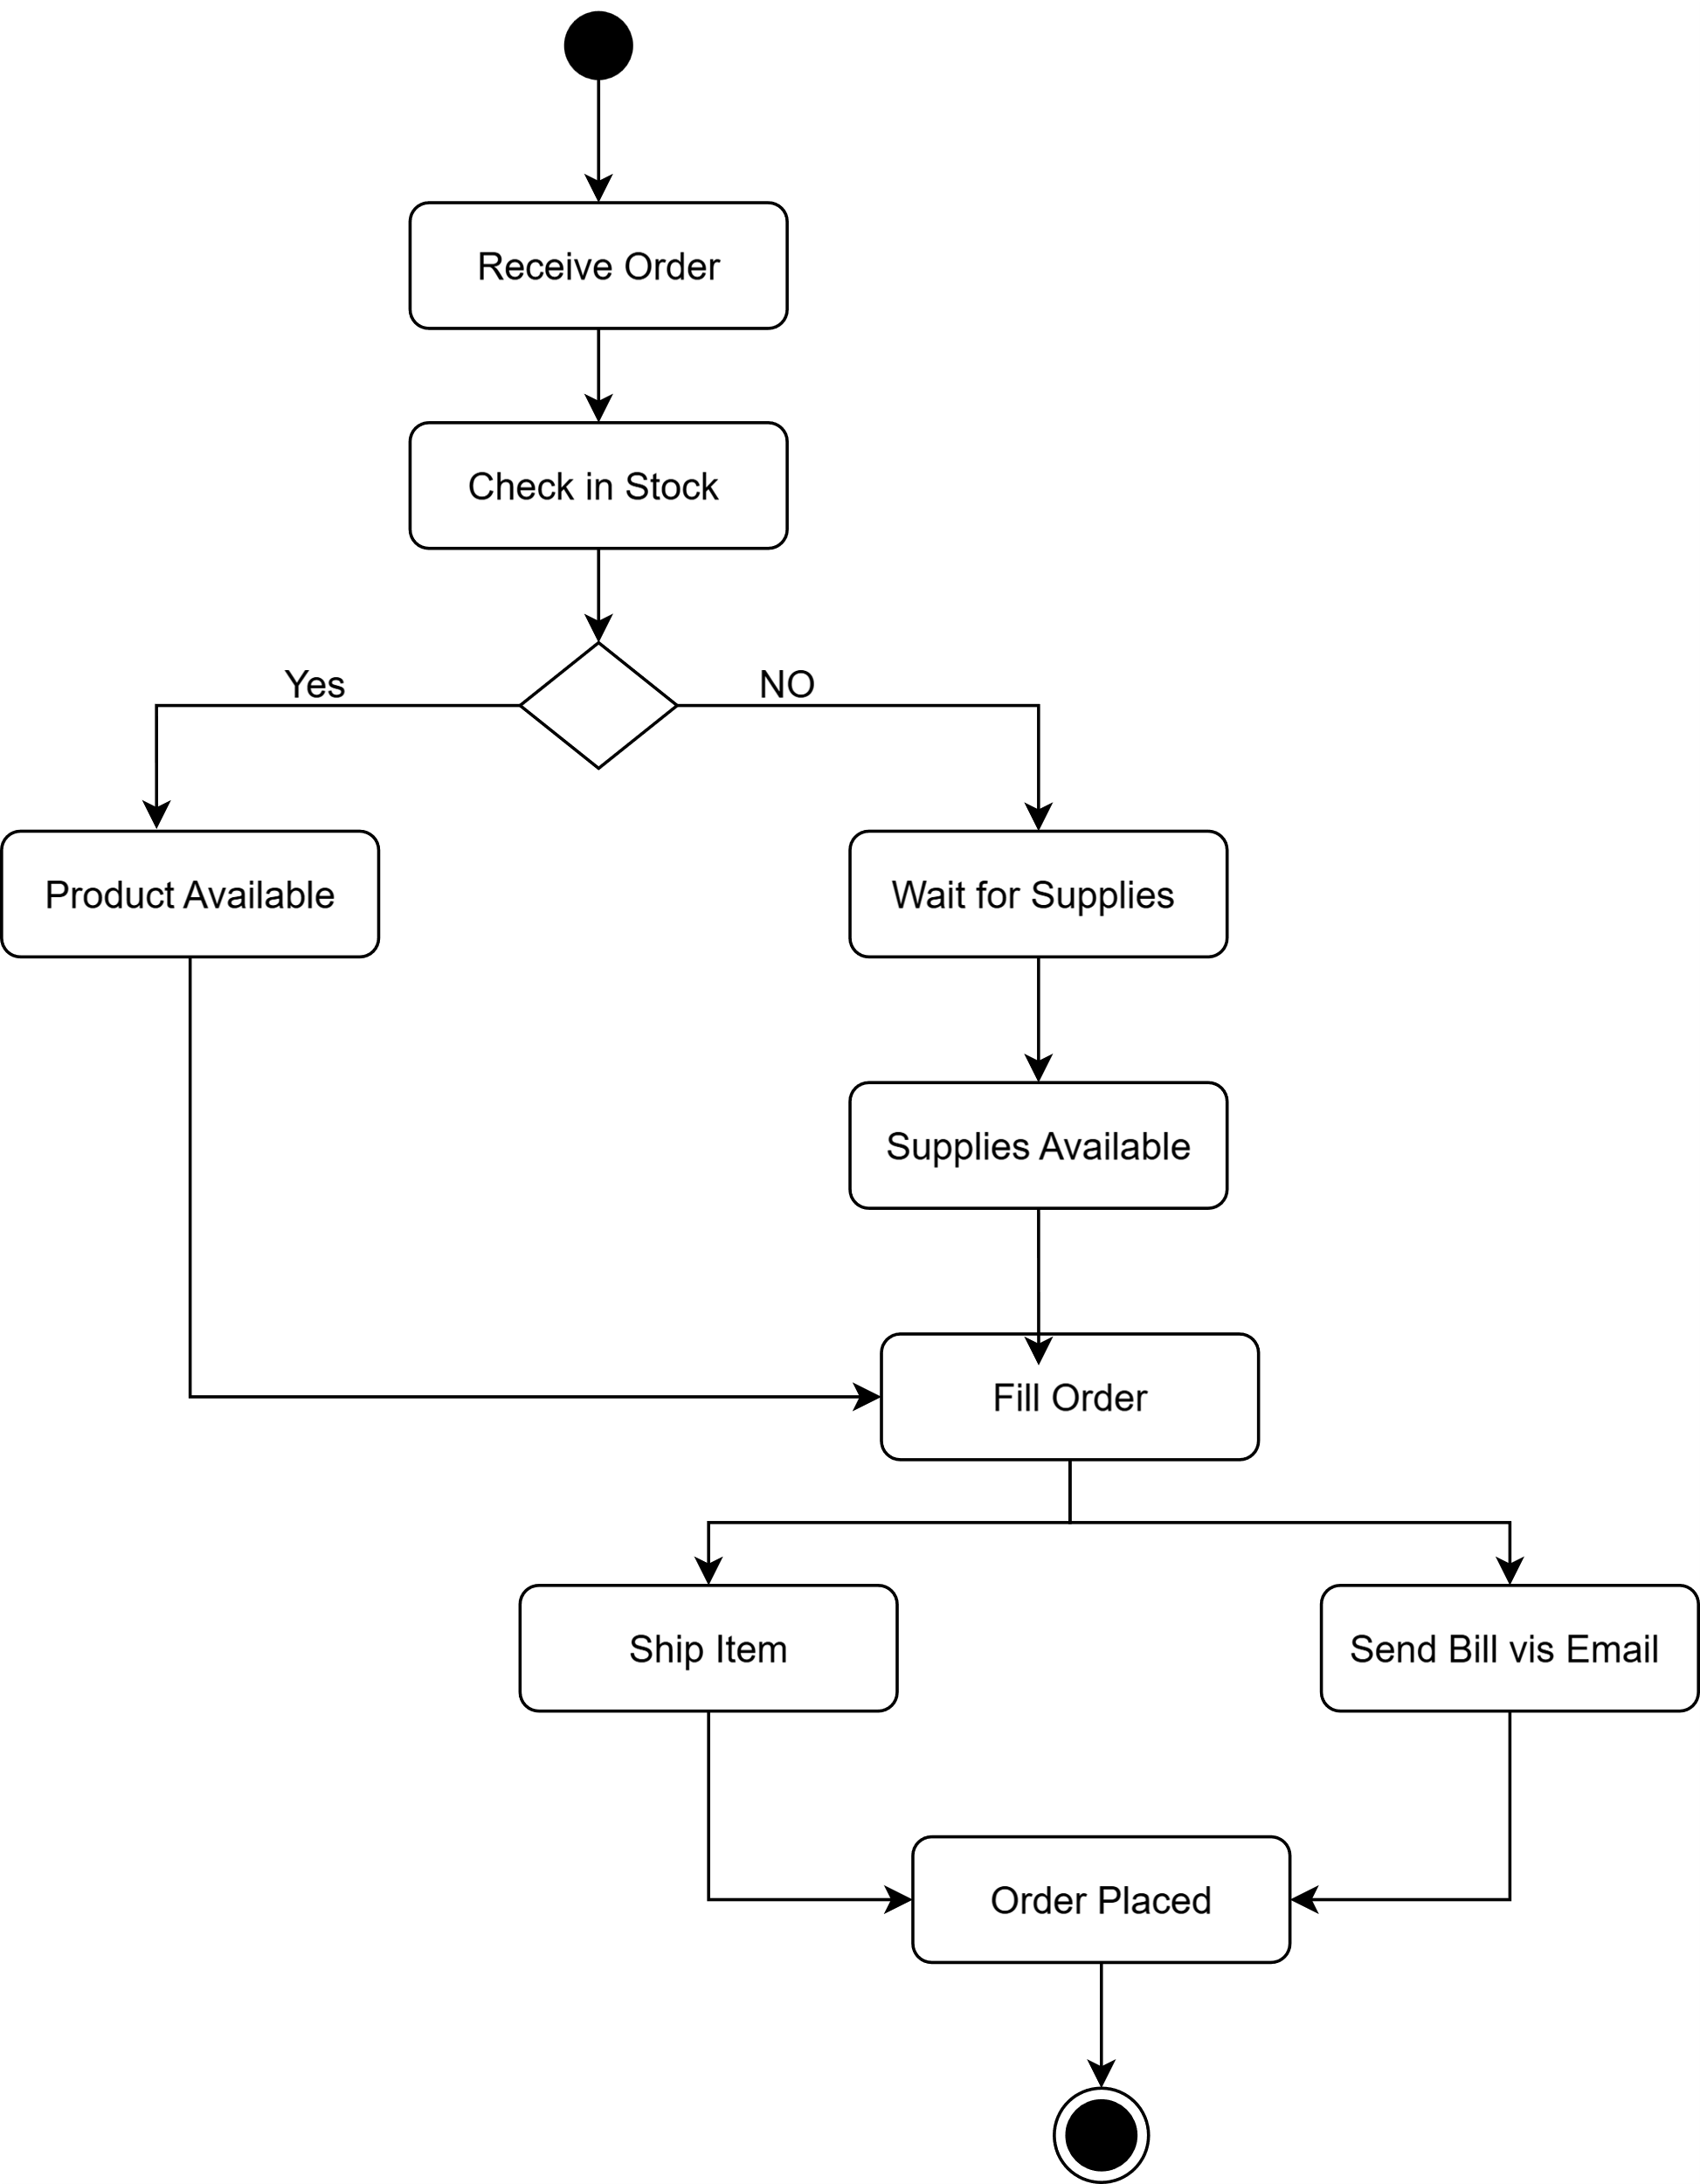 Receive Order
Check in Stock
Yes
NO
Product Available
Wait for Supplies
Supplies Available
Fill Order
Ship Item
Send Bill vis Email
Order Placed